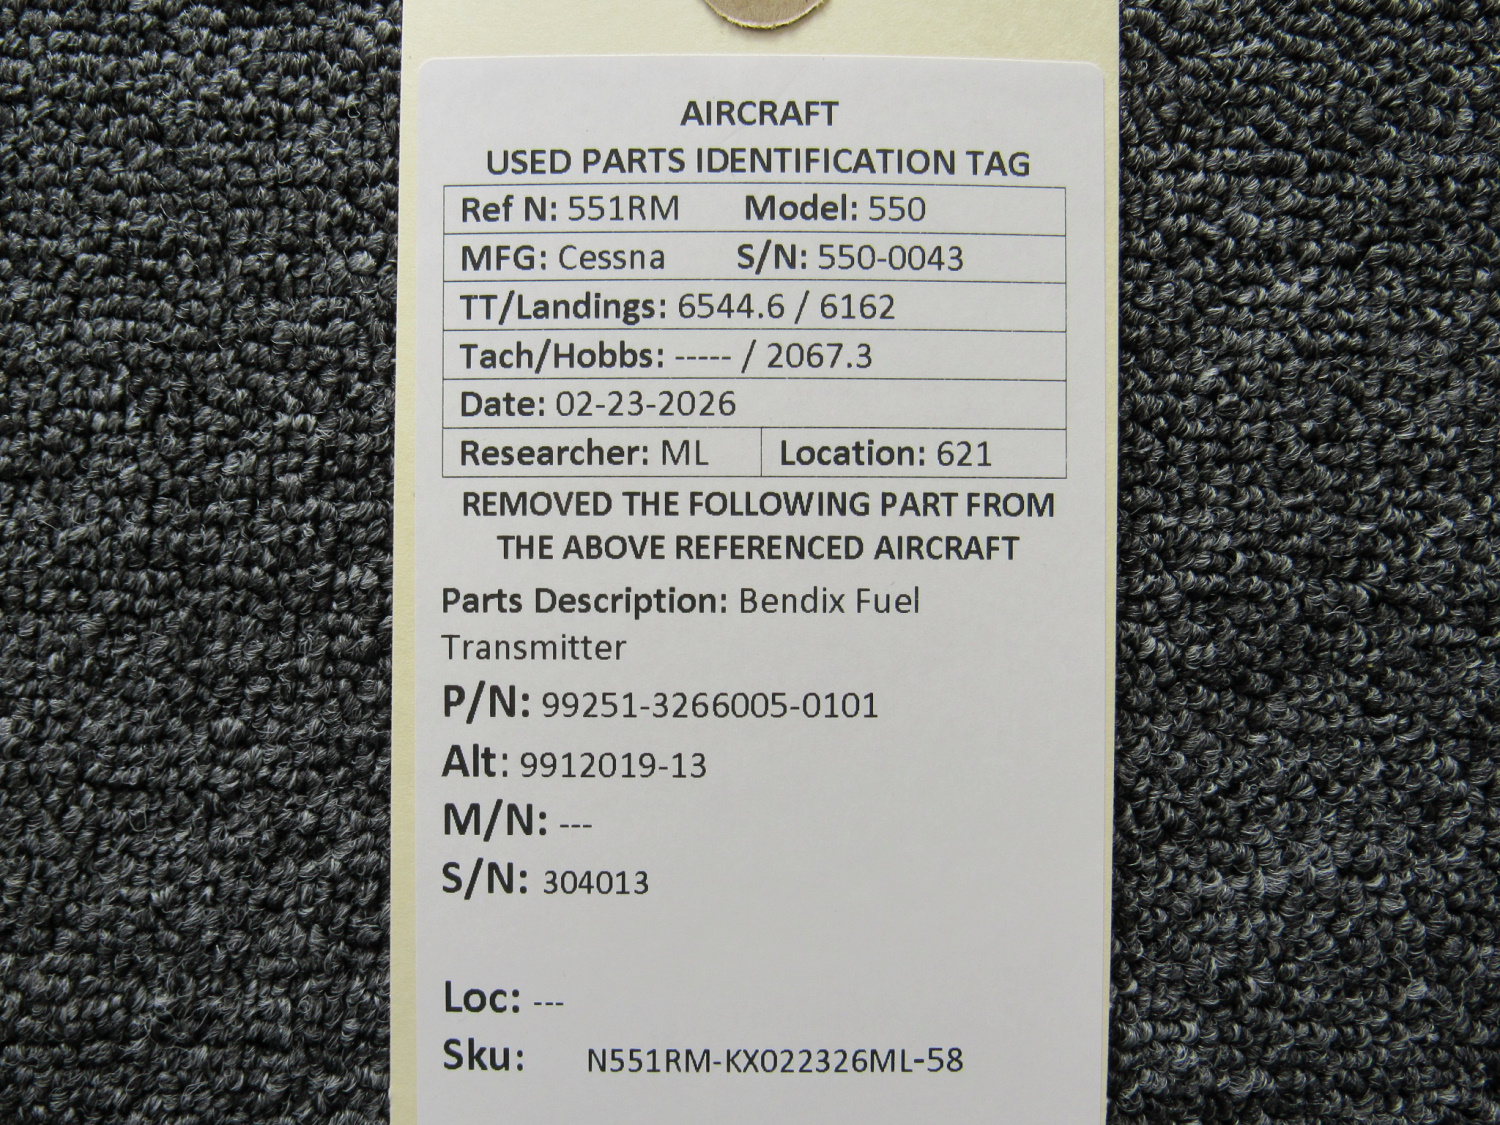 AIRCRAFT
USED PARTS IDENTIFICATION TAG
Ref N: 551RM Model: 550
MFG: Cessna S/N: 550-0043
TT/Landings: 6544.6 / 6162
Tach/Hobbs: ----- / 2067.3
Date: 02-23-2026
Researcher: ML Location: 621
REMOVED THE FOLLOWING PART FROM
THE ABOVE REFERENCED AIRCRAFT
Parts Description: Bendix Fuel
Transmitter
P/N: 99251-3266005-0101
Alt: 9912019-13
M/N: ---
S/N: 304013
Loc: ---
Sku: N551RM-KX022326ML-58